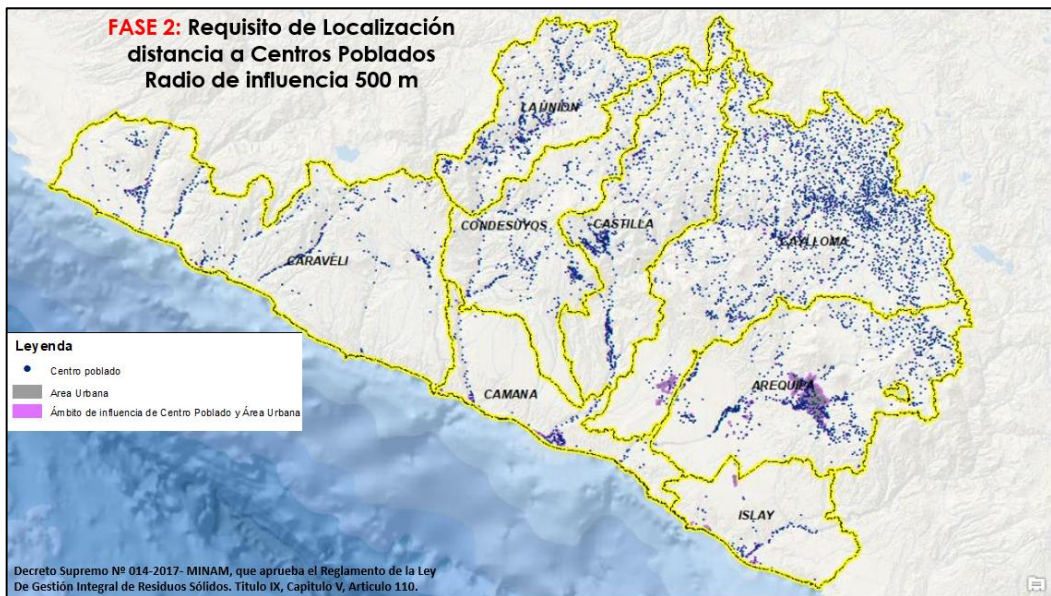 FASE 2: Requisito de Localización
distancia a Centros Poblados
Radio de influencia 500 m
LA UNION
CONDESUYOS
CASTILLA
CAYLLOMA
CARAVELI
Leyenda
Centro poblado
Area Urbana
Ámbito de influencia de Centro Poblado y Área Urbana
CAMANA
AREQUIPA
ISLAY
Decreto Supremo Nº 014-2017- MINAM, que aprueba el Reglamento de la Ley
De Gestión Integral de Residuos Sólidos. Titulo IX, Capitulo V, Articulo 110.